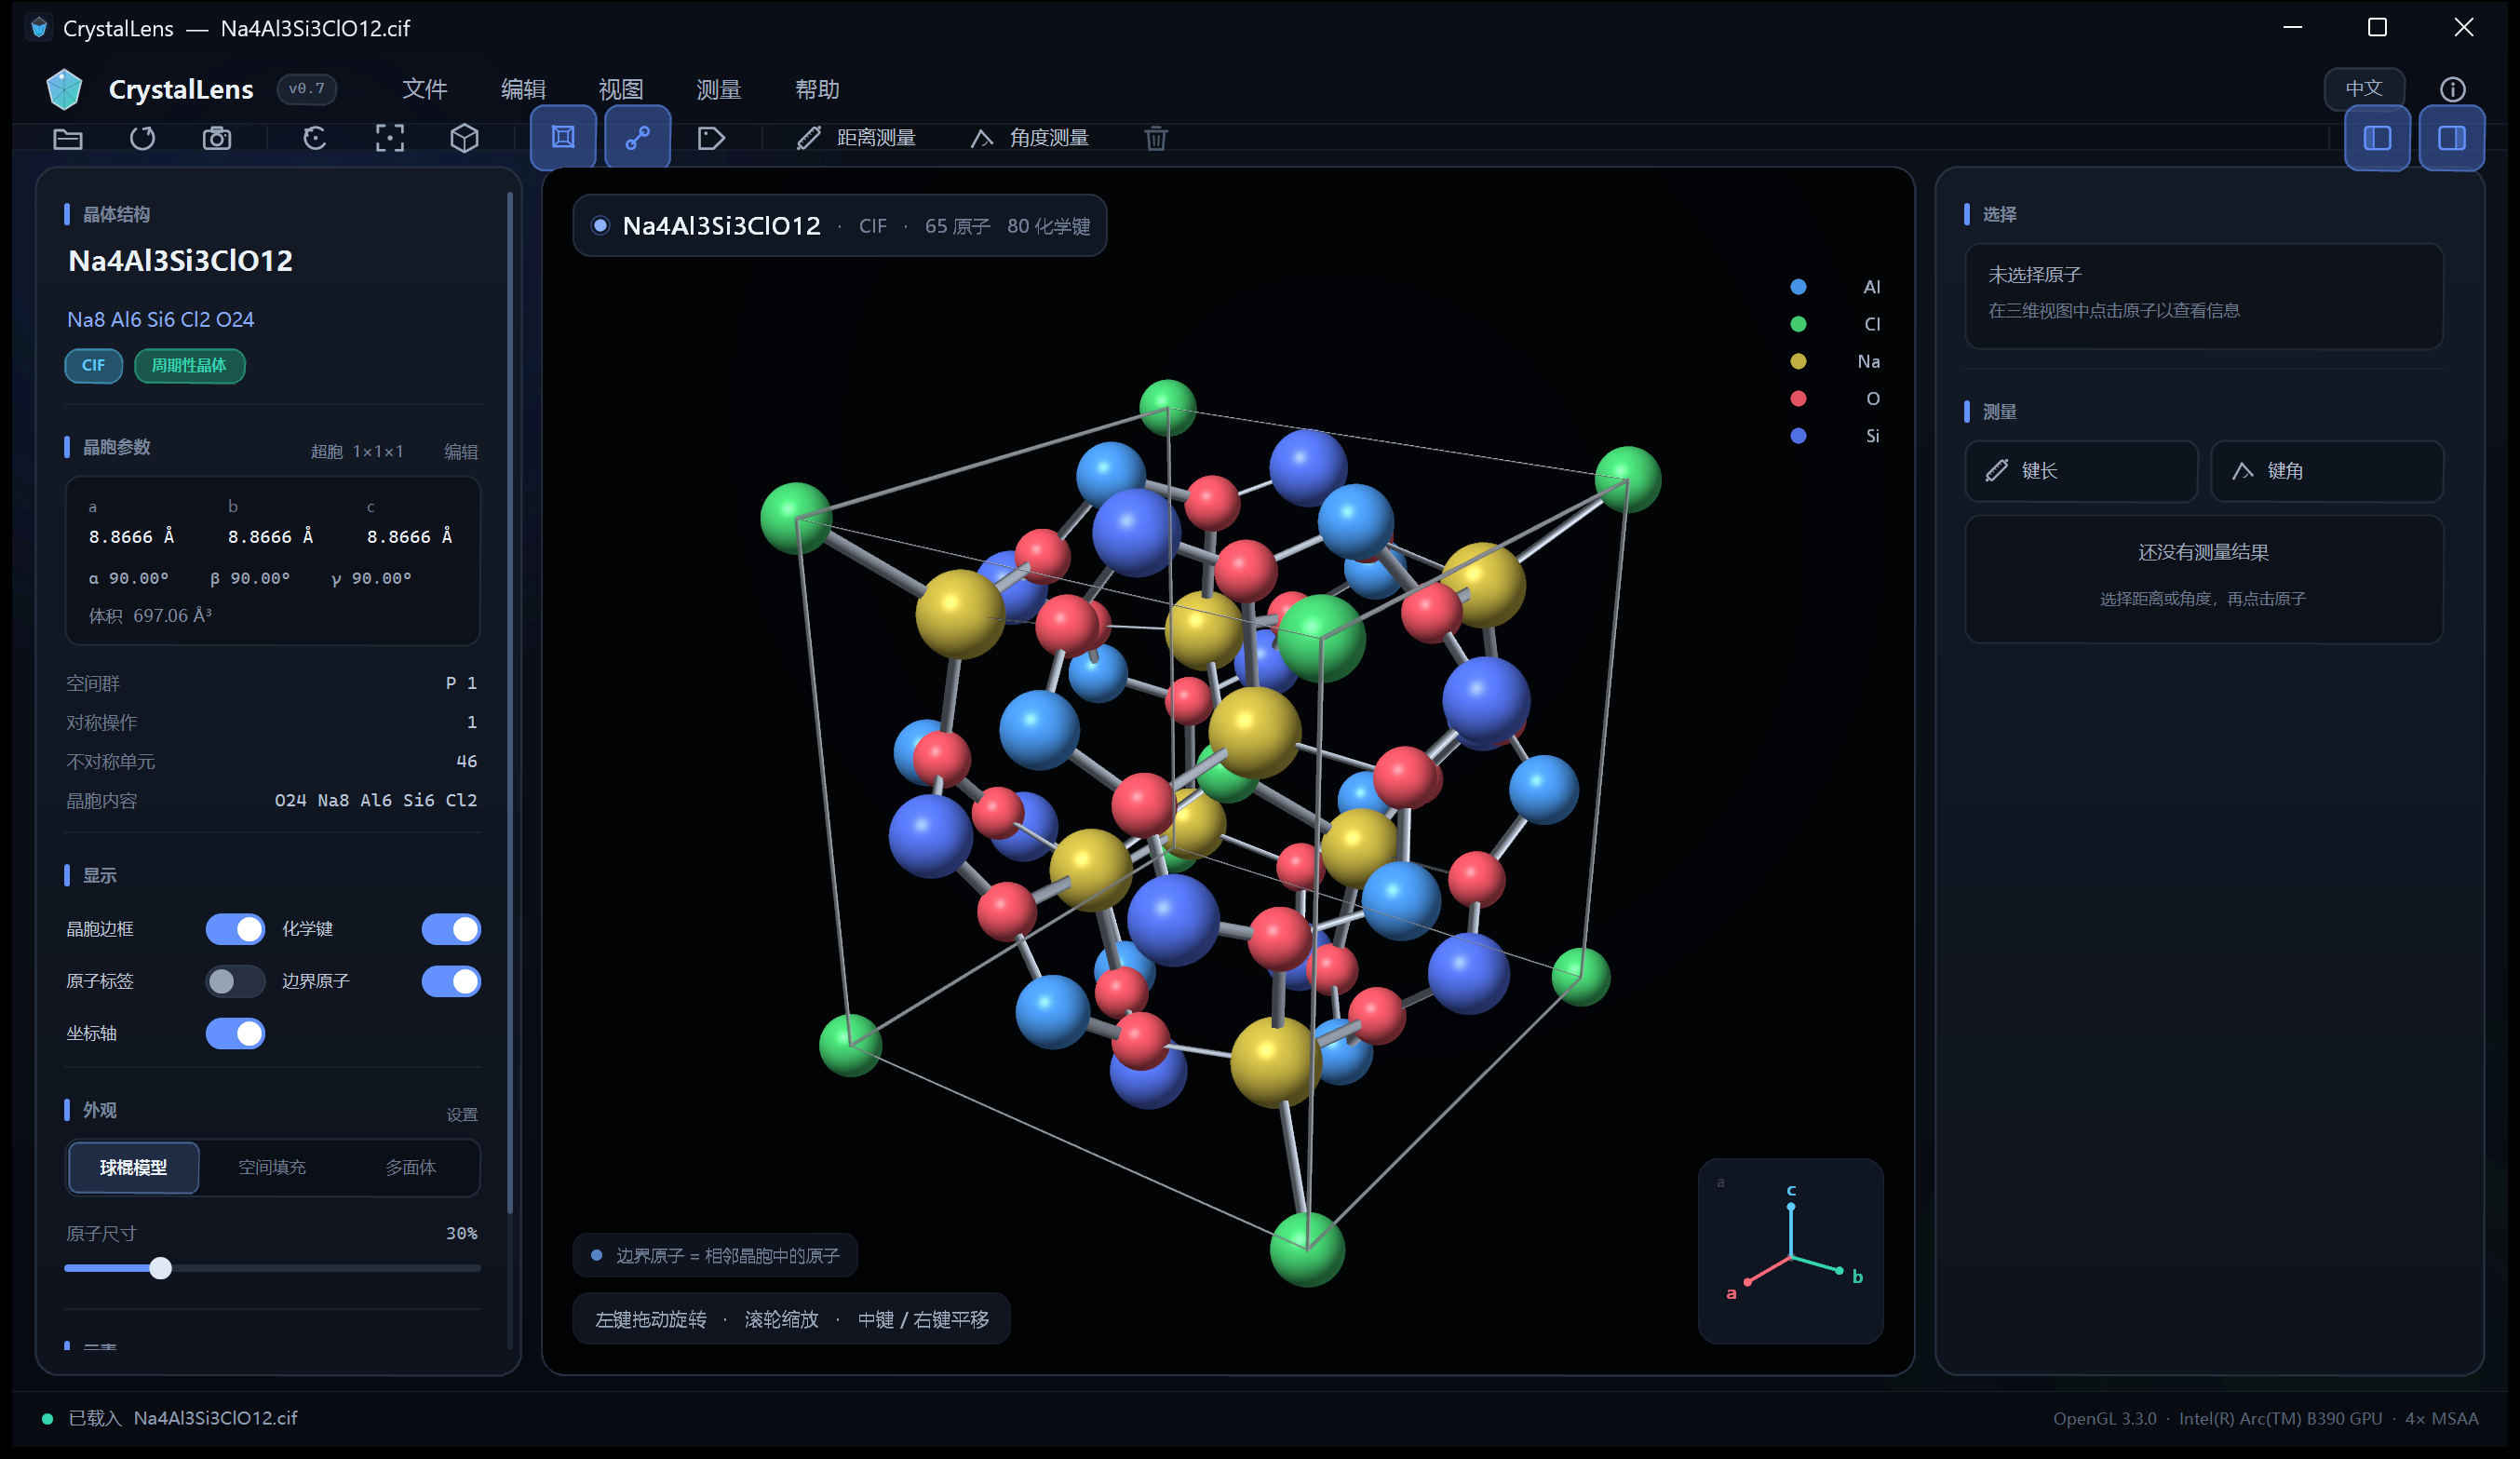 CrystalLens — Na4Al3Si3ClO12.cif
CrystalLens v0.7 文件 编辑 视图 测量 帮助 中文
距离测量 角度测量
晶体结构
Na4Al3Si3ClO12
Na8 Al6 Si6 Cl2 O24
CIF 周期性晶体
晶胞参数 超胞 1×1×1 编辑
a b c
8.8666 Å 8.8666 Å 8.8666 Å
α 90.00° β 90.00° γ 90.00°
体积 697.06 Å³
空间群 P 1
对称操作 1
不对称单元 46
晶胞内容 O24 Na8 Al6 Si6 Cl2
显示
晶胞边框 化学键
原子标签 边界原子
坐标轴
外观 设置
球棍模型 空间填充 多面体
原子尺寸 30%
Na4Al3Si3ClO12 · CIF · 65 原子 80 化学键
Al
Cl
Na
O
Si
边界原子 = 相邻晶胞中的原子
左键拖动旋转 · 滚轮缩放 · 中键 / 右键平移
a
c
b
a
选择
未选择原子
在三维视图中点击原子以查看信息
测量
键长 键角
还没有测量结果
选择距离或角度，再点击原子
已载入 Na4Al3Si3ClO12.cif
OpenGL 3.3.0 · Intel(R) Arc(TM) B390 GPU · 4× MSAA